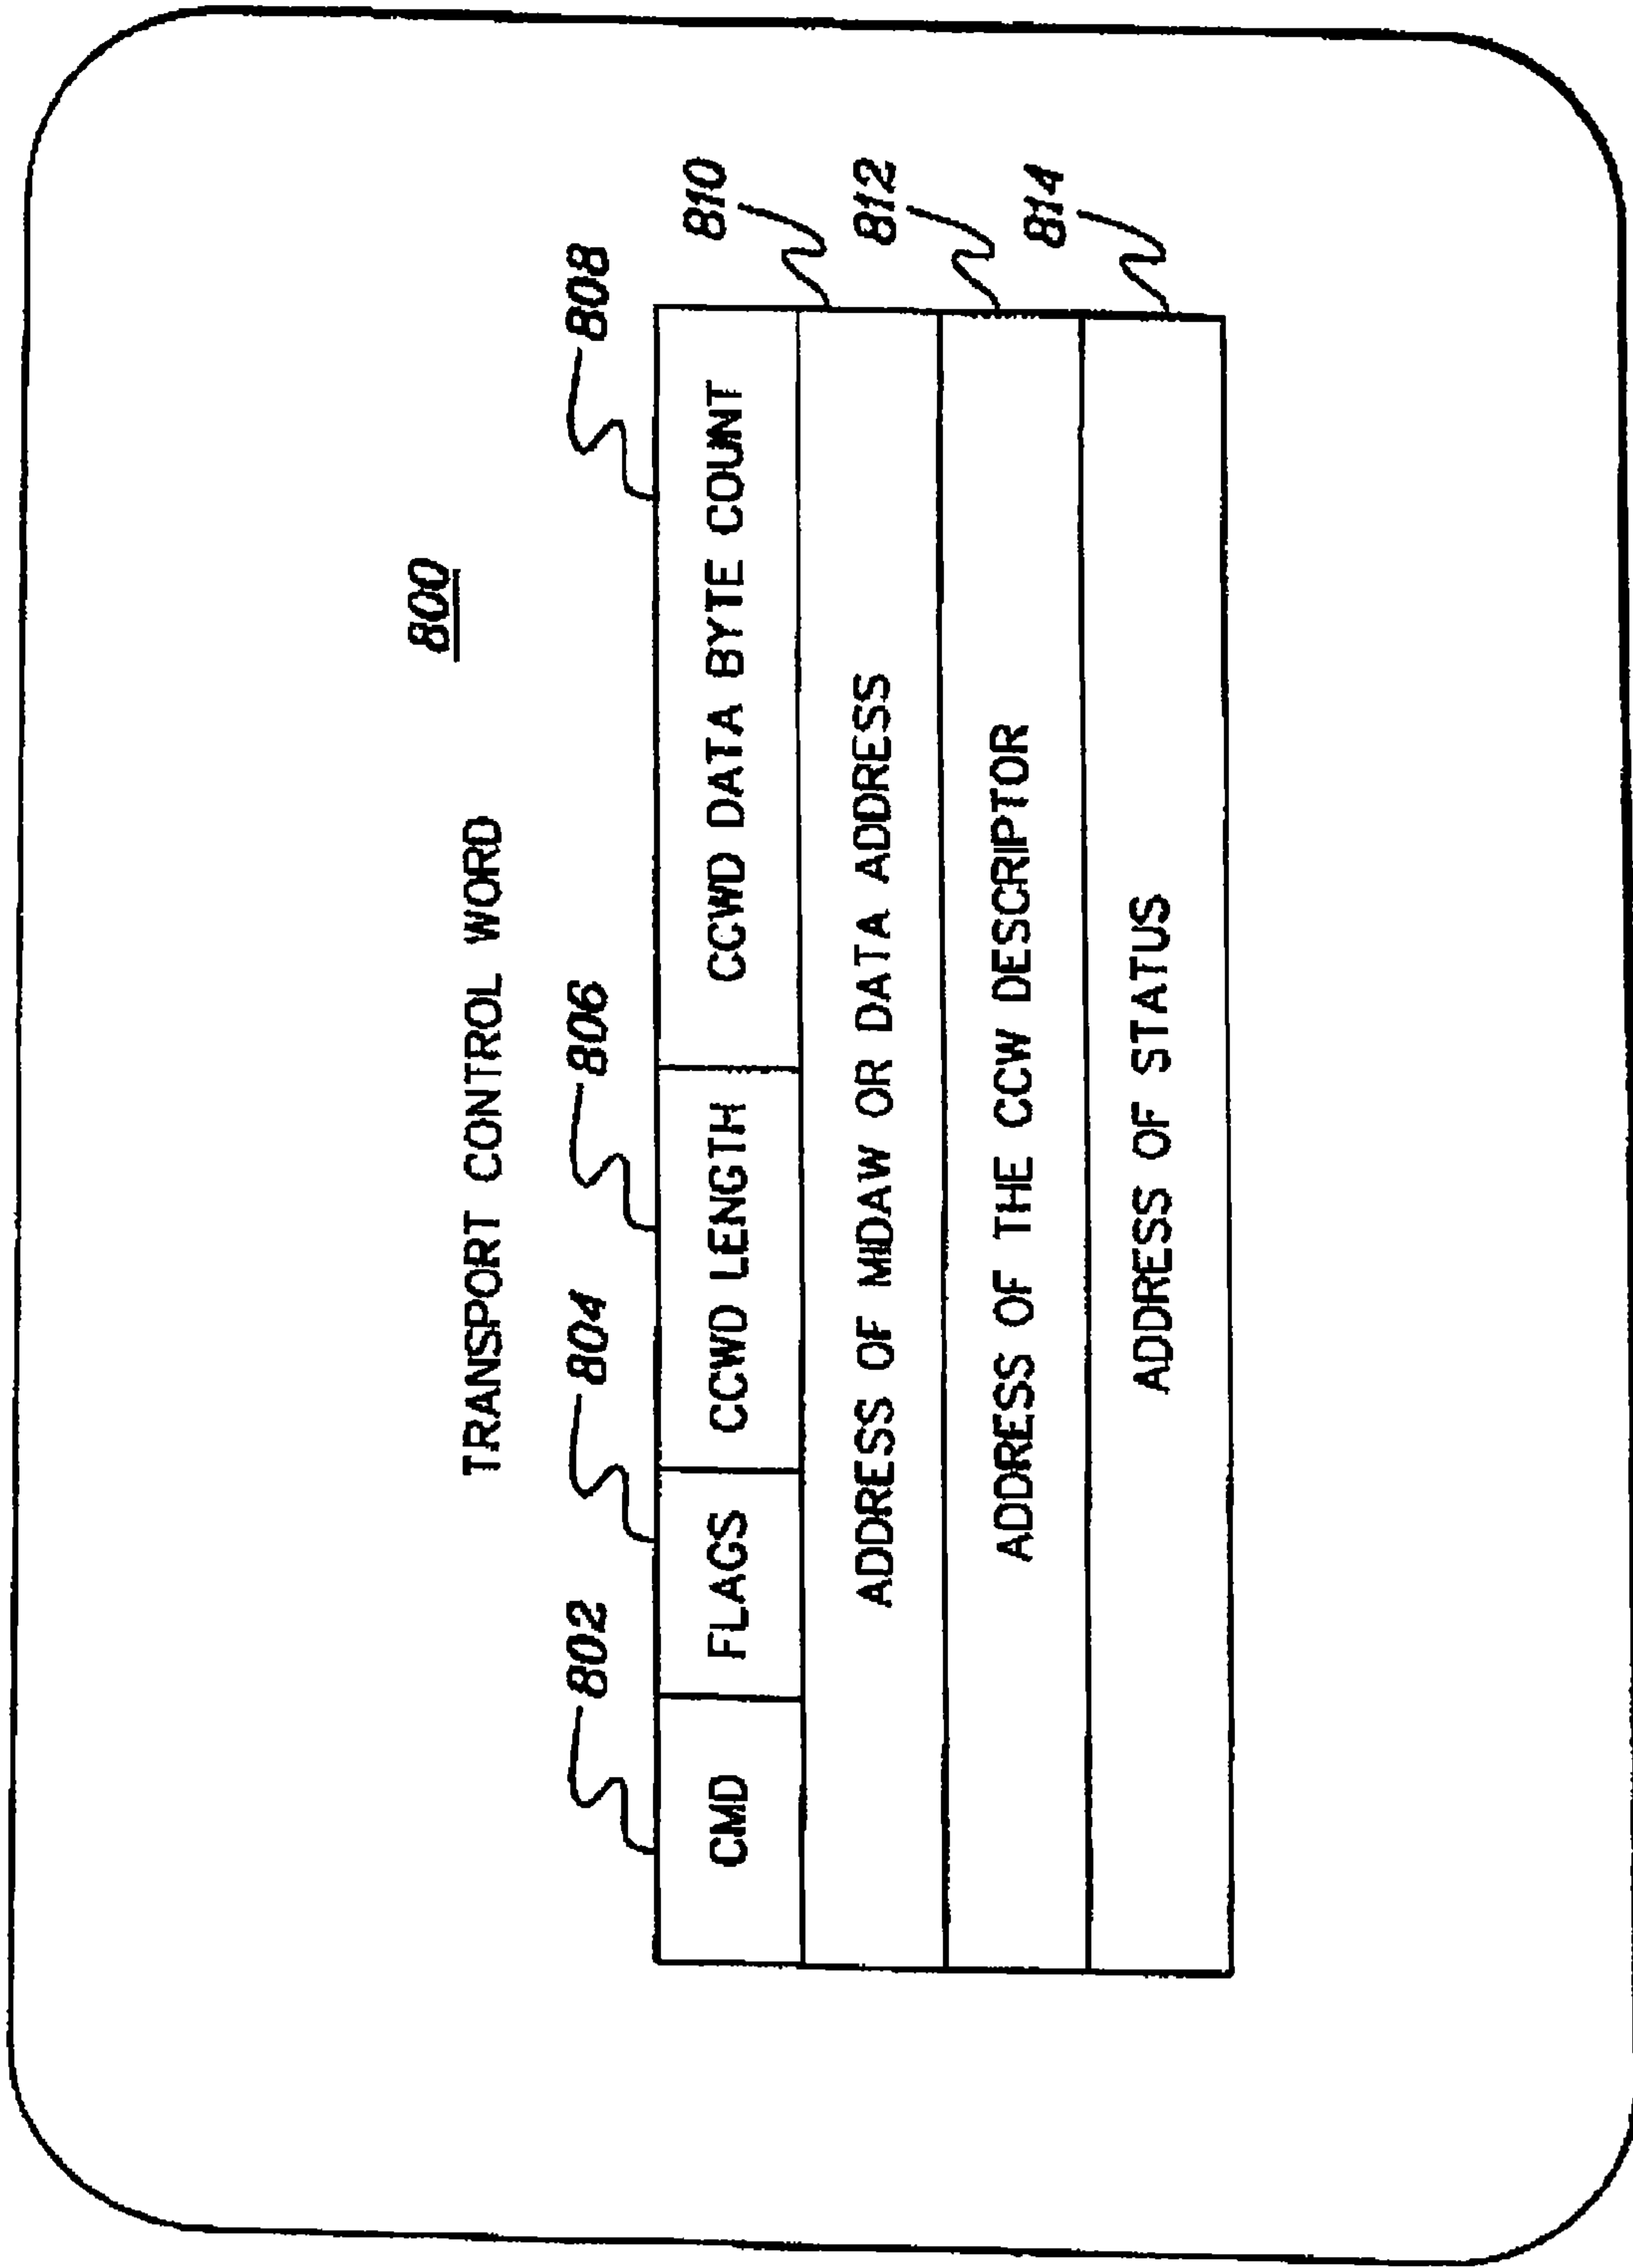 800
TRANSPORT CONTROL WORD
802 804 806 808
CMD FLAGS CCWD LENGTH CCWD DATA BYTE COUNT
810
ADDRESS OF MIDAW OR DATA ADDRESS
812
ADDRESS OF THE CCW DESCRIPTOR
814
ADDRESS OF STATUS